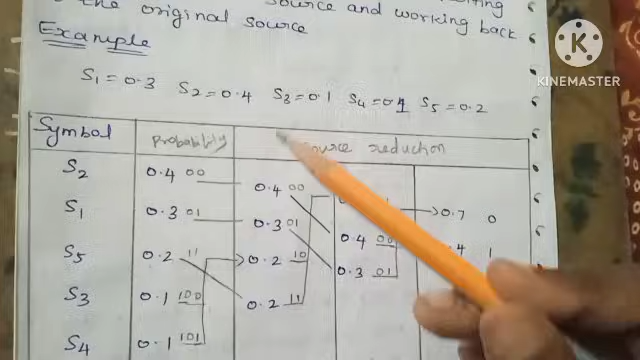 source and working back
the original source
Example
S1 = 0.3 S2 = 0.4 S3 = 0.1 S4 = 0.1 S5 = 0.2
KINEMASTER
Symbol Probability source reduction
S2 0.4 00 0.4 00 0.7 0
S1 0.3 01 0.3 01 0.4 00 .4 1
S5 0.2 11 0.2 10 0.3 01
S3 0.1 100 0.2 11
S4 0.1 101